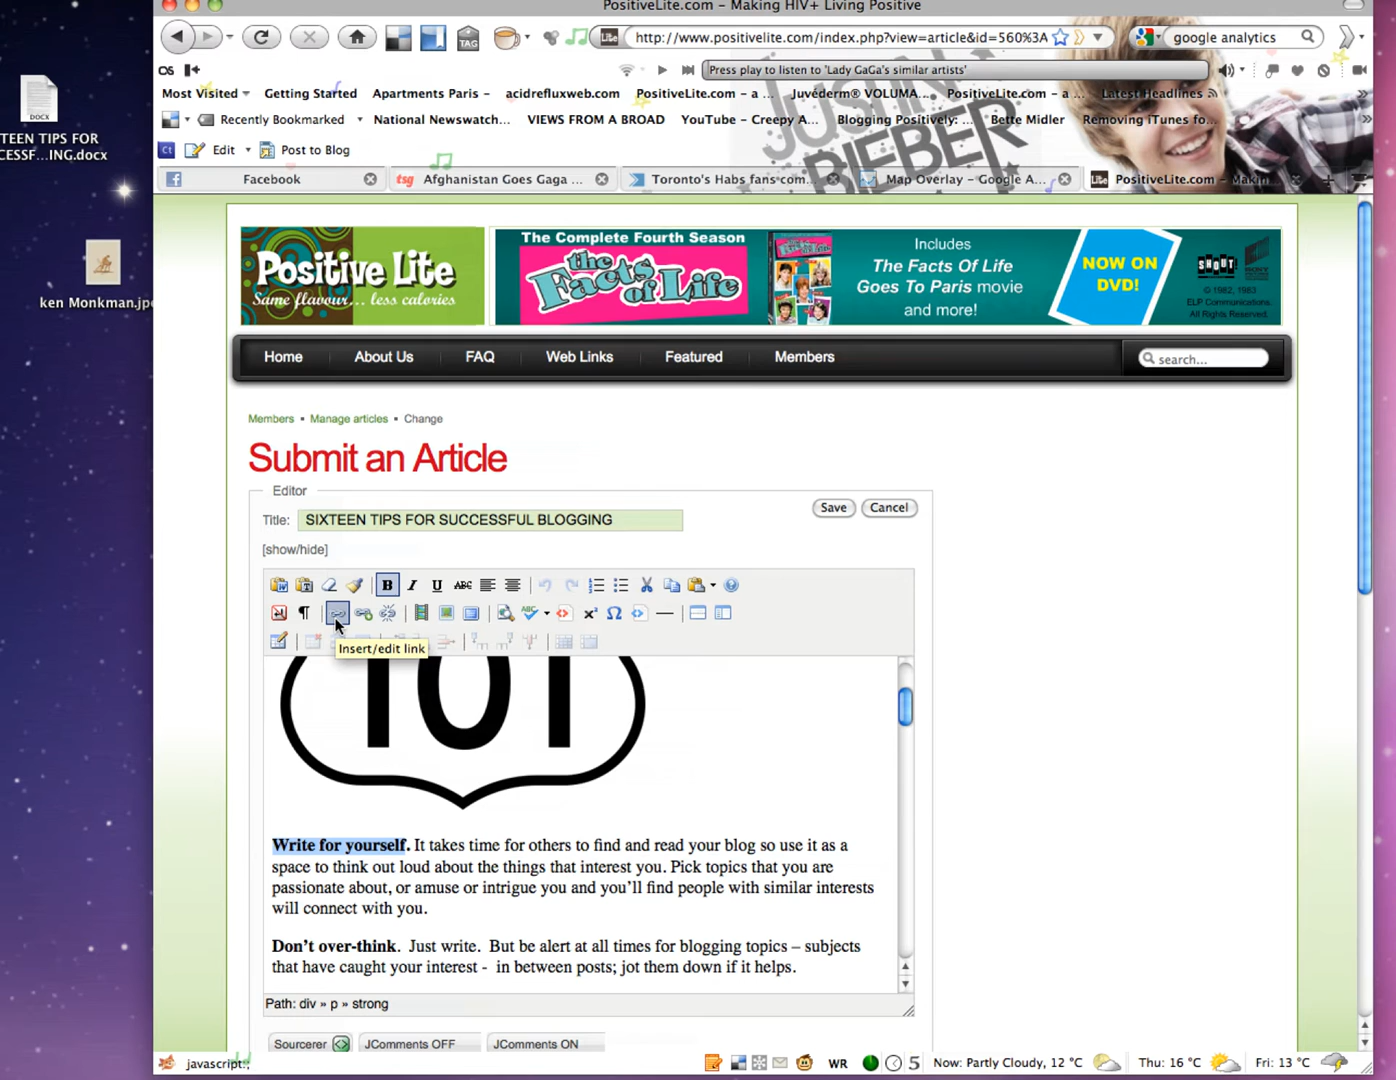 PositiveLite.com – Making HIV+ Living Positive
TAG
http://www.positivelite.com/index.php?view=article&id=560%3A
google analytics
Press play to listen to 'Lady GaGa's similar artists'
Most Visited
Getting Started
Apartments Paris –
acidrefluxweb.com
PositiveLite.com – a ...
Juvéderm® VOLUMA...
PositiveLite.com – a ...
Latest Headlines
Recently Bookmarked
National Newswatch...
VIEWS FROM A BROAD
YouTube – Creepy A...
Blogging Positively: ...
Bette Midler
Removing iTunes fo...
JUSTIN
BIEBER
Edit
Post to Blog
Facebook
tsg Afghanistan Goes Gaga ...
Toronto's Habs fans com...
Map Overlay – Google A...
PositiveLite.com – Makin
TEEN TIPS FOR
CESSF...ING.docx
DOCX
ken Monkman.jp
Positive Lite
Same flavour... less calories
The Complete Fourth Season
the Facts of Life
Includes
The Facts Of Life
Goes To Paris movie
and more!
NOW ON
DVD!
SHOUT!
© 1982, 1983
ELP Communications.
All Rights Reserved.
Home
About Us
FAQ
Web Links
Featured
Members
search...
Members
Manage articles
Change
Submit an Article
Editor
Save
Cancel
Title: SIXTEEN TIPS FOR SUCCESSFUL BLOGGING
[show/hide]
B I U ABC
Insert/edit link
101
Write for yourself. It takes time for others to find and read your blog so use it as a
space to think out loud about the things that interest you. Pick topics that you are
passionate about, or amuse or intrigue you and you'll find people with similar interests
will connect with you.
Don't over-think. Just write. But be alert at all times for blogging topics – subjects
that have caught your interest - in between posts; jot them down if it helps.
Path: div » p » strong
Sourcerer
JComments OFF
JComments ON
javascript:;
WR
5
Now: Partly Cloudy, 12 °C
Thu: 16 °C
Fri: 13 °C